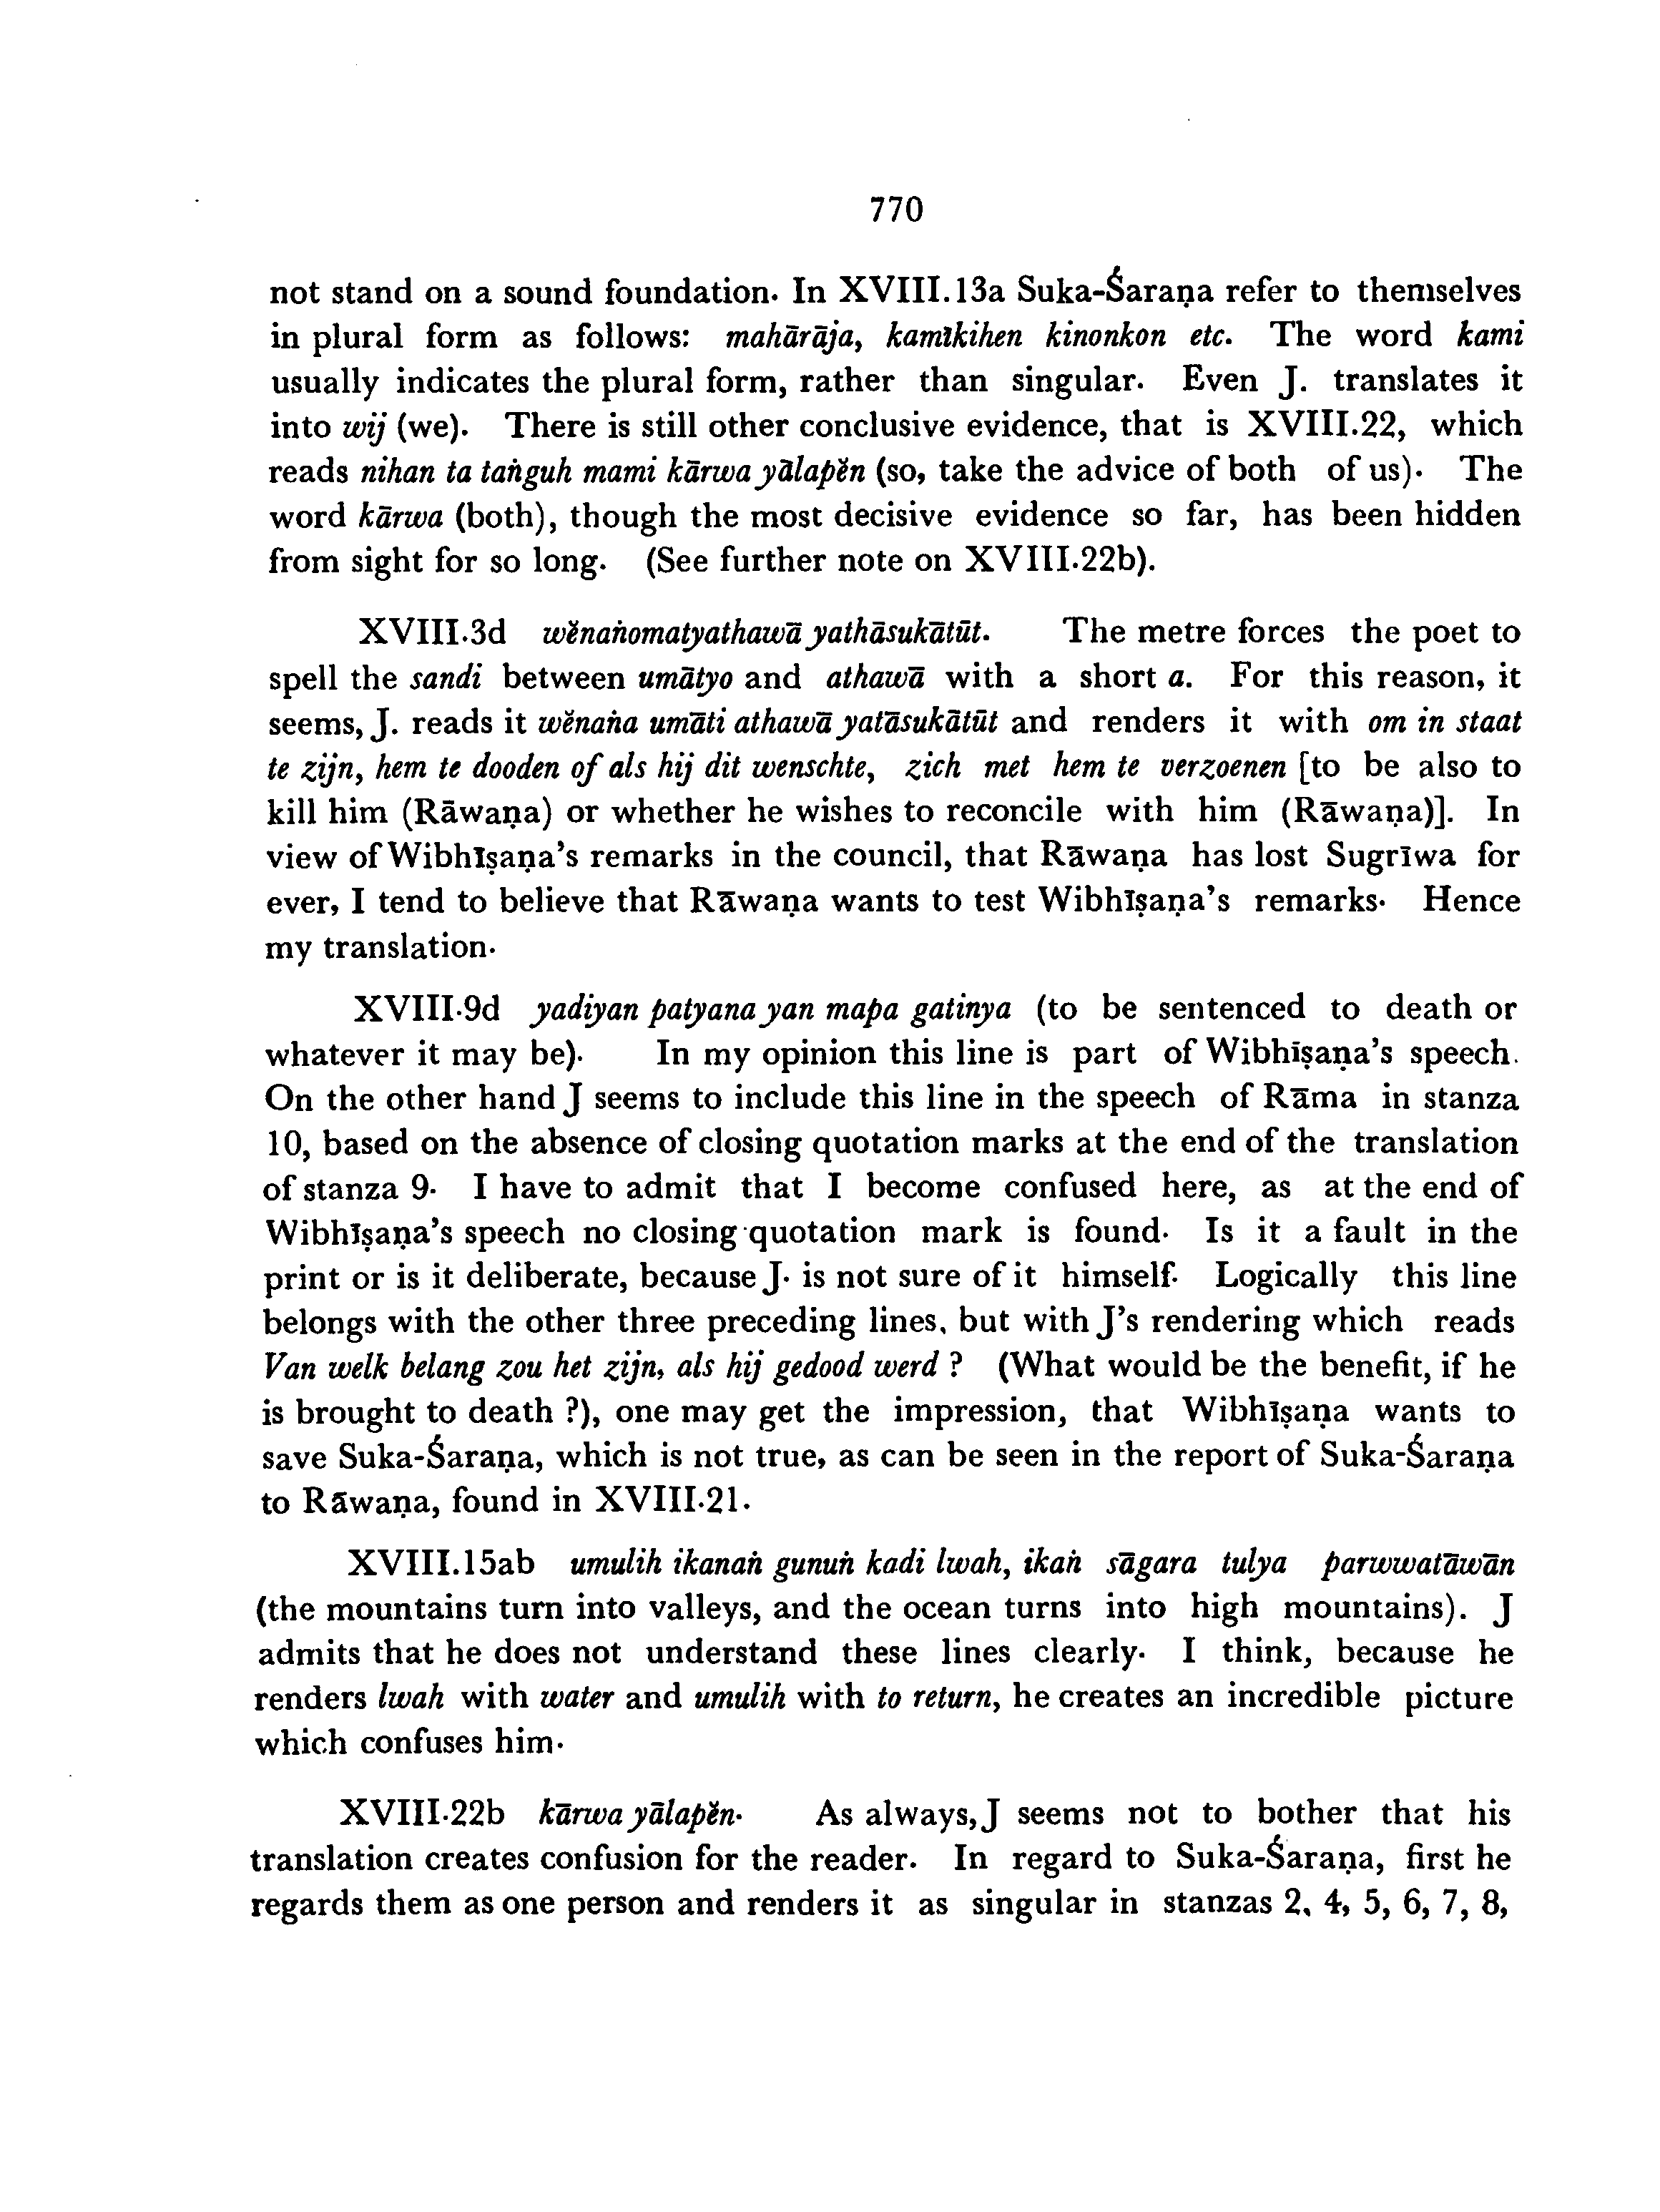 770
not stand on a sound foundation. In XVIII.13a Suka-Śaraṇa refer to themselves
in plural form as follows: mahārāja, kamīkihen kinonkon etc. The word kami
usually indicates the plural form, rather than singular. Even J. translates it
into wij (we). There is still other conclusive evidence, that is XVIII.22, which
reads nihan ta taṅguh mami kārwa yālapĕn (so, take the advice of both of us). The
word kārwa (both), though the most decisive evidence so far, has been hidden
from sight for so long. (See further note on XVIII.22b).
XVIII.3d wĕnaṅomatyathawā yathāsukātūt. The metre forces the poet to
spell the sandi between umātyo and athawā with a short a. For this reason, it
seems, J. reads it wĕnaṅa umāti athawā yatāsukātūt and renders it with om in staat
te zijn, hem te dooden of als hij dit wenschte, zich met hem te verzoenen [to be also to
kill him (Rāwaṇa) or whether he wishes to reconcile with him (Rāwaṇa)]. In
view of Wibhīṣaṇa's remarks in the council, that Rāwaṇa has lost Sugrīwa for
ever, I tend to believe that Rāwaṇa wants to test Wibhīṣaṇa's remarks. Hence
my translation.
XVIII.9d yadiyan patyana yan mapa gatinya (to be sentenced to death or
whatever it may be). In my opinion this line is part of Wibhīṣaṇa's speech.
On the other hand J seems to include this line in the speech of Rāma in stanza
10, based on the absence of closing quotation marks at the end of the translation
of stanza 9. I have to admit that I become confused here, as at the end of
Wibhīṣaṇa's speech no closing quotation mark is found. Is it a fault in the
print or is it deliberate, because J. is not sure of it himself. Logically this line
belongs with the other three preceding lines, but with J's rendering which reads
Van welk belang zou het zijn, als hij gedood werd ? (What would be the benefit, if he
is brought to death ?), one may get the impression, that Wibhīṣaṇa wants to
save Suka-Śaraṇa, which is not true, as can be seen in the report of Suka-Śaraṇa
to Rāwaṇa, found in XVIII.21.
XVIII.15ab umulih ikanaṅ gunuṅ kadi lwah, ikaṅ sāgara tulya parwwatāwān
(the mountains turn into valleys, and the ocean turns into high mountains). J
admits that he does not understand these lines clearly. I think, because he
renders lwah with water and umulih with to return, he creates an incredible picture
which confuses him.
XVIII.22b kārwa yālapĕn. As always, J seems not to bother that his
translation creates confusion for the reader. In regard to Suka-Śaraṇa, first he
regards them as one person and renders it as singular in stanzas 2, 4, 5, 6, 7, 8,